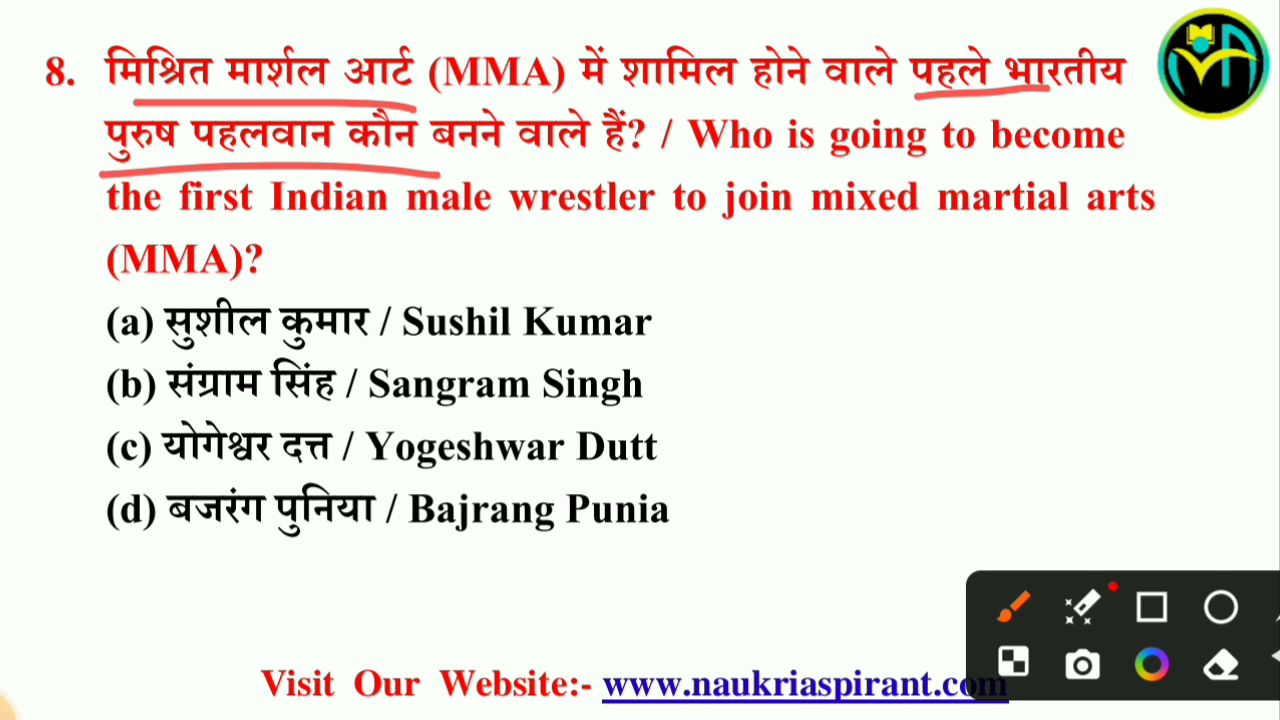 8. मिश्रित मार्शल आर्ट (MMA) में शामिल होने वाले पहले भारतीय
पुरुष पहलवान कौन बनने वाले हैं? / Who is going to become
the first Indian male wrestler to join mixed martial arts
(MMA)?
(a) सुशील कुमार / Sushil Kumar
(b) संग्राम सिंह / Sangram Singh
(c) योगेश्वर दत्त / Yogeshwar Dutt
(d) बजरंग पुनिया / Bajrang Punia
Visit Our Website:- www.naukriaspirant.com